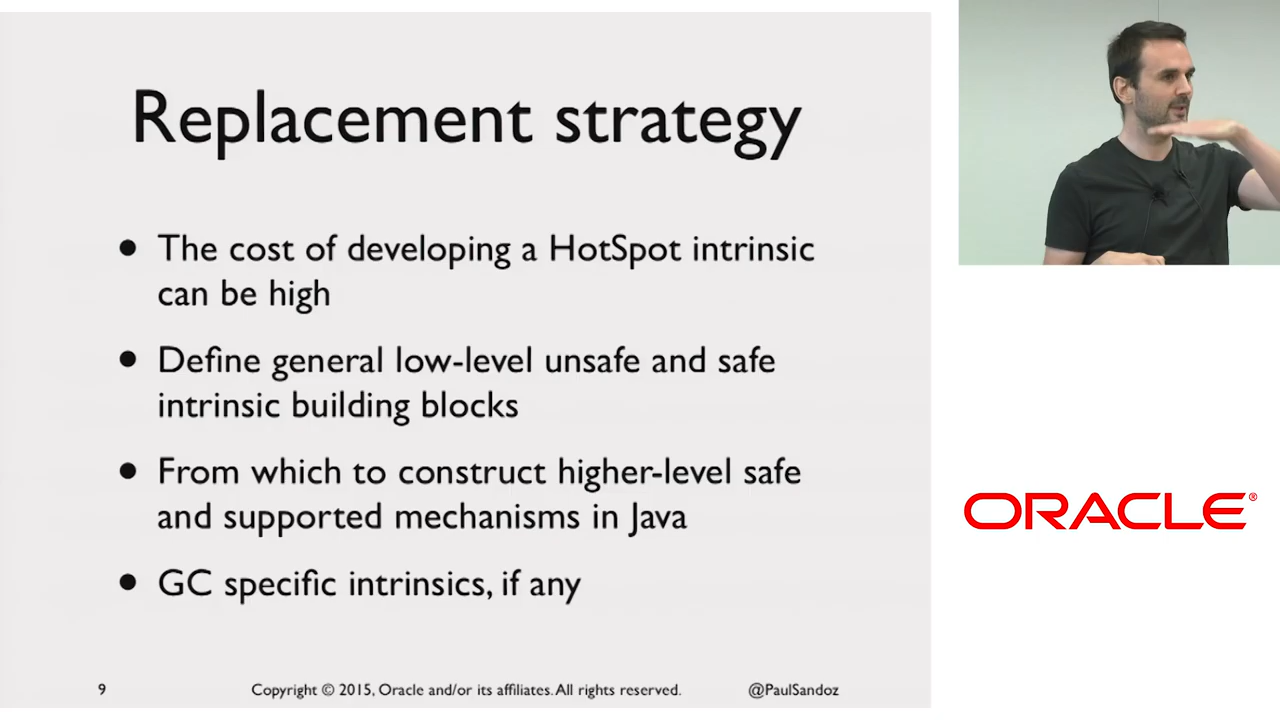 Replacement strategy
• The cost of developing a HotSpot intrinsic
can be high
• Define general low-level unsafe and safe
intrinsic building blocks
• From which to construct higher-level safe
and supported mechanisms in Java
• GC specific intrinsics, if any
9
Copyright © 2015, Oracle and/or its affiliates. All rights reserved.
@PaulSandoz
ORACLE®